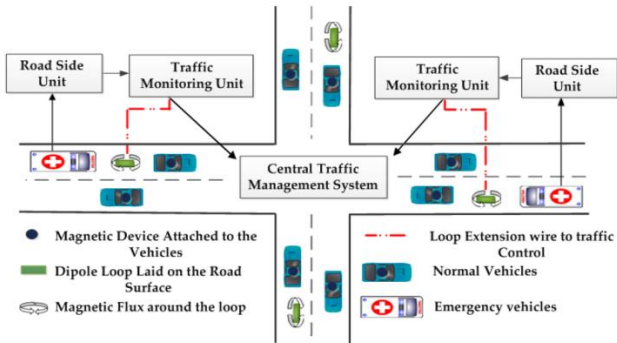 Road Side
Unit
Traffic
Monitoring Unit
Traffic
Monitoring Unit
Road Side
Unit
Central Traffic
Management System
Magnetic Device Attached to the
Vehicles
Dipole Loop Laid on the Road
Surface
Magnetic Flux around the loop
Loop Extension wire to traffic
Control
Normal Vehicles
Emergency vehicles